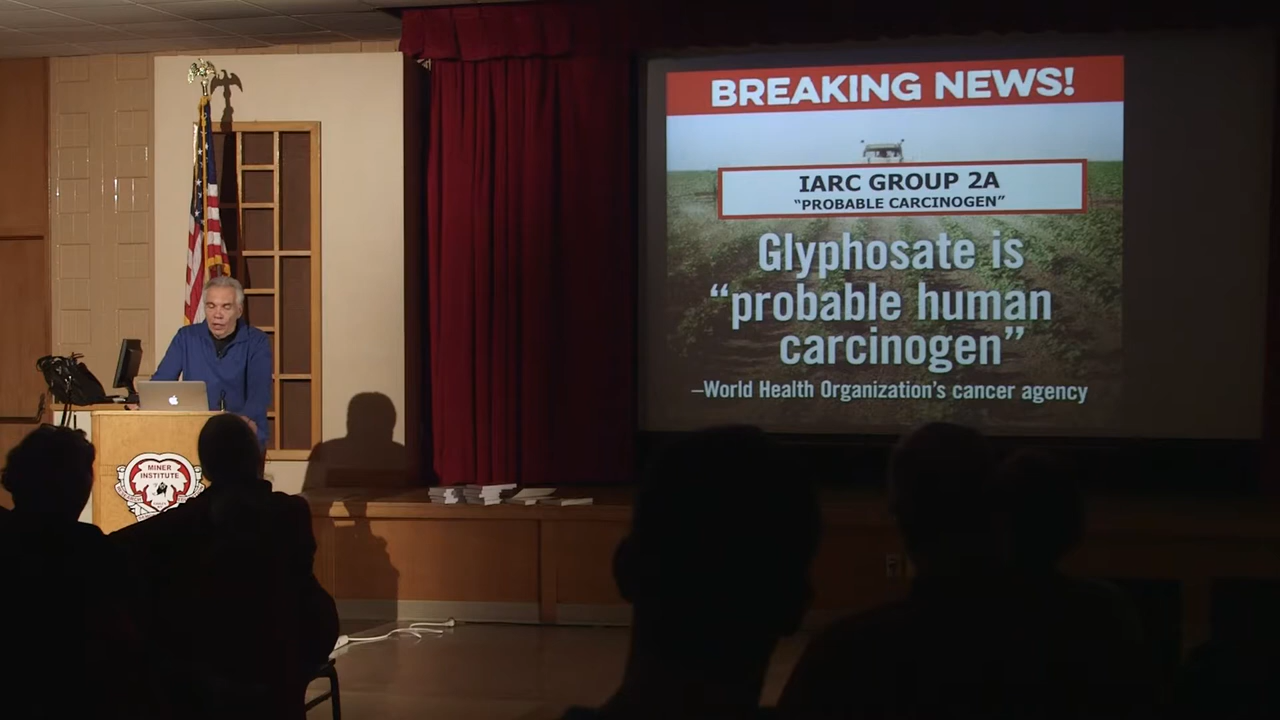 BREAKING NEWS!
IARC GROUP 2A
“PROBABLE CARCINOGEN”
Glyphosate is
“probable human
carcinogen”
–World Health Organization’s cancer agency
MINER
INSTITUTE